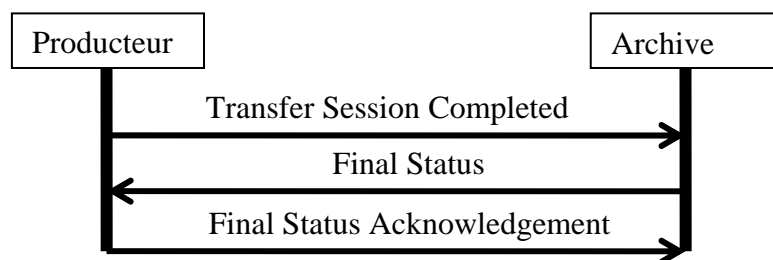 Producteur
Archive
Transfer Session Completed
Final Status
Final Status Acknowledgement